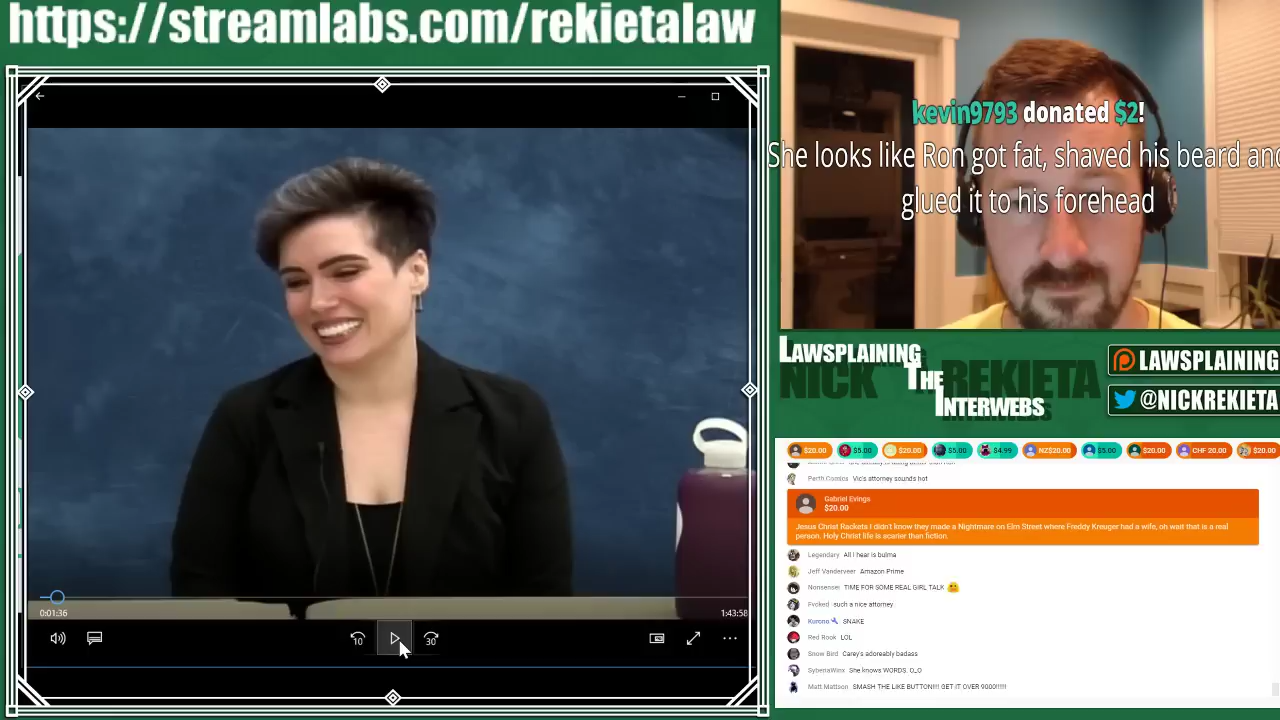 https://streamlabs.com/rekietalaw
kevin9793 donated $2!
She looks like Ron got fat, shaved his beard and
glued it to his forehead
0:01:36
1:43:58
10
30
LAWSPLAINING
THE
INTERWEBS
NICK REKIETA
LAWSPLAINING
@NICKREKIETA
$20.00
$5.00
$20.00
$5.00
$4.99
NZ$20.00
$5.00
$20.00
CHF 20.00
$20.00
Perth Comics Vic's attorney sounds hot
Gabriel Evings
$20.00
Jesus Christ Rackets I didn't know they made a Nightmare on Elm Street where Freddy Kreuger had a wife, oh wait that is a real
person. Holy Christ life is scarier than fiction.
Legendary All I hear is bulma
Jeff Vanderveer Amazon Prime
Nonsensei TIME FOR SOME REAL GIRL TALK
Fvcked such a nice attorney
Kurono SNAKE
Red Rook LOL
Snow Bird Carey's adoreably badass
SybenaWinx She knows WORDS. O_O
Matt Mattson SMASH THE LIKE BUTTON!!!! GET IT OVER 9000!!!!!!!